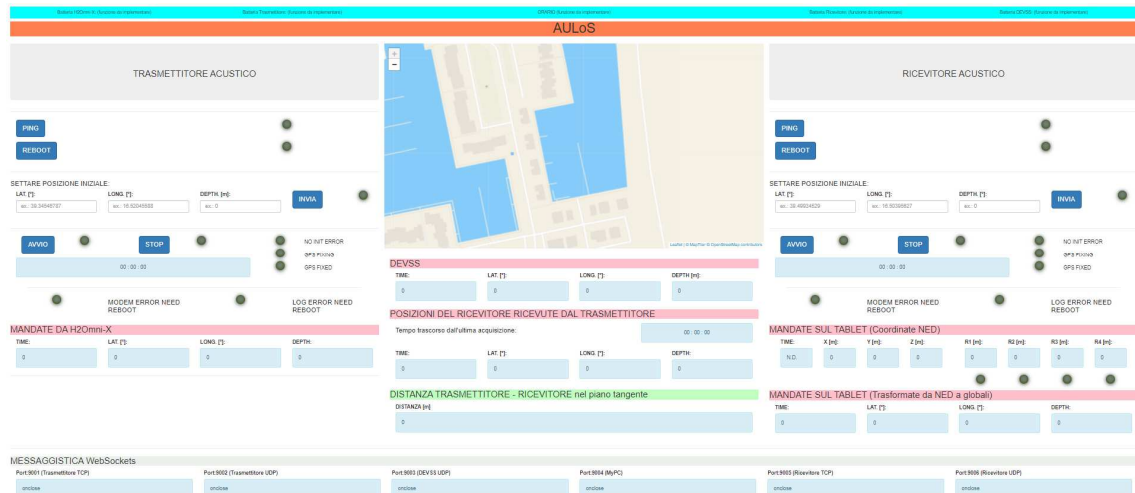 Batteria H2Omni-X: (funzione da implementare)
Batteria Trasmettitore: (funzione da implementare)
(funzione da implementare)
Batteria Ricevitore: (funzione da implementare)
Batteria DEVSS: (funzione da implementare)
AULoS
TRASMETTITORE ACUSTICO
PING
REBOOT
SETTARE POSIZIONE INIZIALE:
LAT. [°]: LONG. [°]: DEPTH. [m]:
es.: 0 INVIA
AVVIO STOP NO INIT ERROR
GPS FIXING
00 : 00 : 00 GPS FIXED
MODEM ERROR NEED REBOOT LOG ERROR NEED REBOOT
MANDATE DA H2Omni-X
TIME: LAT. [°]: LONG. [°]: DEPTH:
0 0 0 0
+
−
Leaflet | © MapTiler © OpenStreetMap contributors
DEVSS
TIME: LAT. [°]: LONG. [°]: DEPTH [m]:
0 0 0 0
POSIZIONI DEL RICEVITORE RICEVUTE DAL TRASMETTITORE
Tempo trascorso dall'ultima acquisizione: 00 : 00 : 00
TIME: LAT. [°]: LONG. [°]: DEPTH:
0 0 0 0
DISTANZA TRASMETTITORE - RICEVITORE nel piano tangente
DISTANZA [m]
0
RICEVITORE ACUSTICO
PING
REBOOT
SETTARE POSIZIONE INIZIALE:
LAT. [°]: LONG. [°]: DEPTH. [°]:
es.: 0 INVIA
AVVIO STOP NO INIT ERROR
GPS FIXING
00 : 00 : 00 GPS FIXED
MODEM ERROR NEED REBOOT LOG ERROR NEED REBOOT
MANDATE SUL TABLET (Coordinate NED)
TIME: X [m]: Y [m]: Z [m]: R1 [m]: R2 [m]: R3 [m]: R4 [m]:
N.D. 0 0 0 0 0 0 0
MANDATE SUL TABLET (Trasformate da NED a globali)
TIME: LAT. [°]: LONG. [°]: DEPTH:
0 0 0 0
MESSAGGISTICA WebSockets
Port:9001 (Trasmettitore TCP) Port:9002 (Trasmettitore UDP) Port:9003 (DEVSS UDP) Port:9004 (MyPC) Port:9005 (Ricevitore TCP) Port:9006 (Ricevitore UDP)
onclose onclose onclose onclose onclose onclose